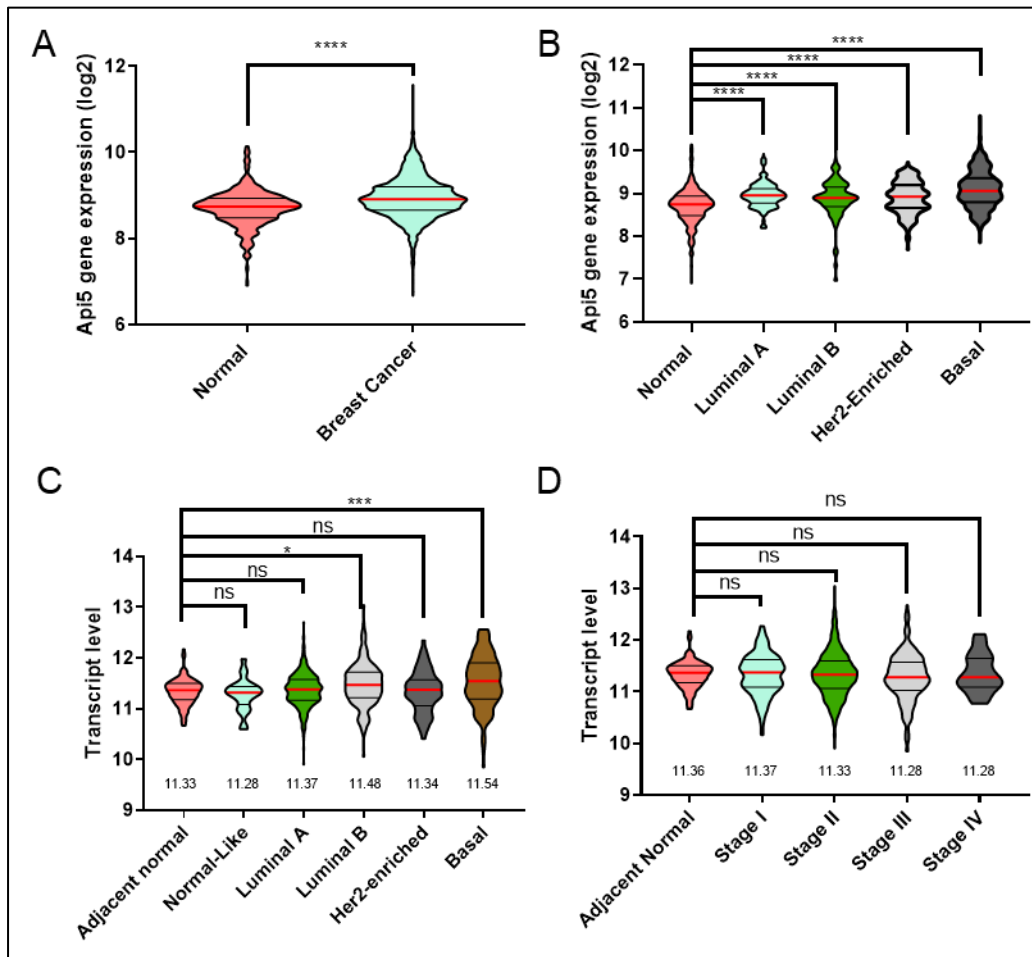 A
Api5 gene expression (log2)
12
10
8
6
****
Normal
Breast Cancer
B
Api5 gene expression (log2)
12
11
10
9
8
7
6
****
****
****
****
Normal
Luminal A
Luminal B
Her2-Enriched
Basal
C
Transcript level
14
13
12
11
10
9
***
ns
*
ns
ns
11.33 11.28 11.37 11.48 11.34 11.54
Adjacent normal
Normal-Like
Luminal A
Luminal B
Her2-enriched
Basal
D
Transcript level
14
13
12
11
10
9
ns
ns
ns
ns
11.36 11.37 11.33 11.28 11.28
Adjacent Normal
Stage I
Stage II
Stage III
Stage IV